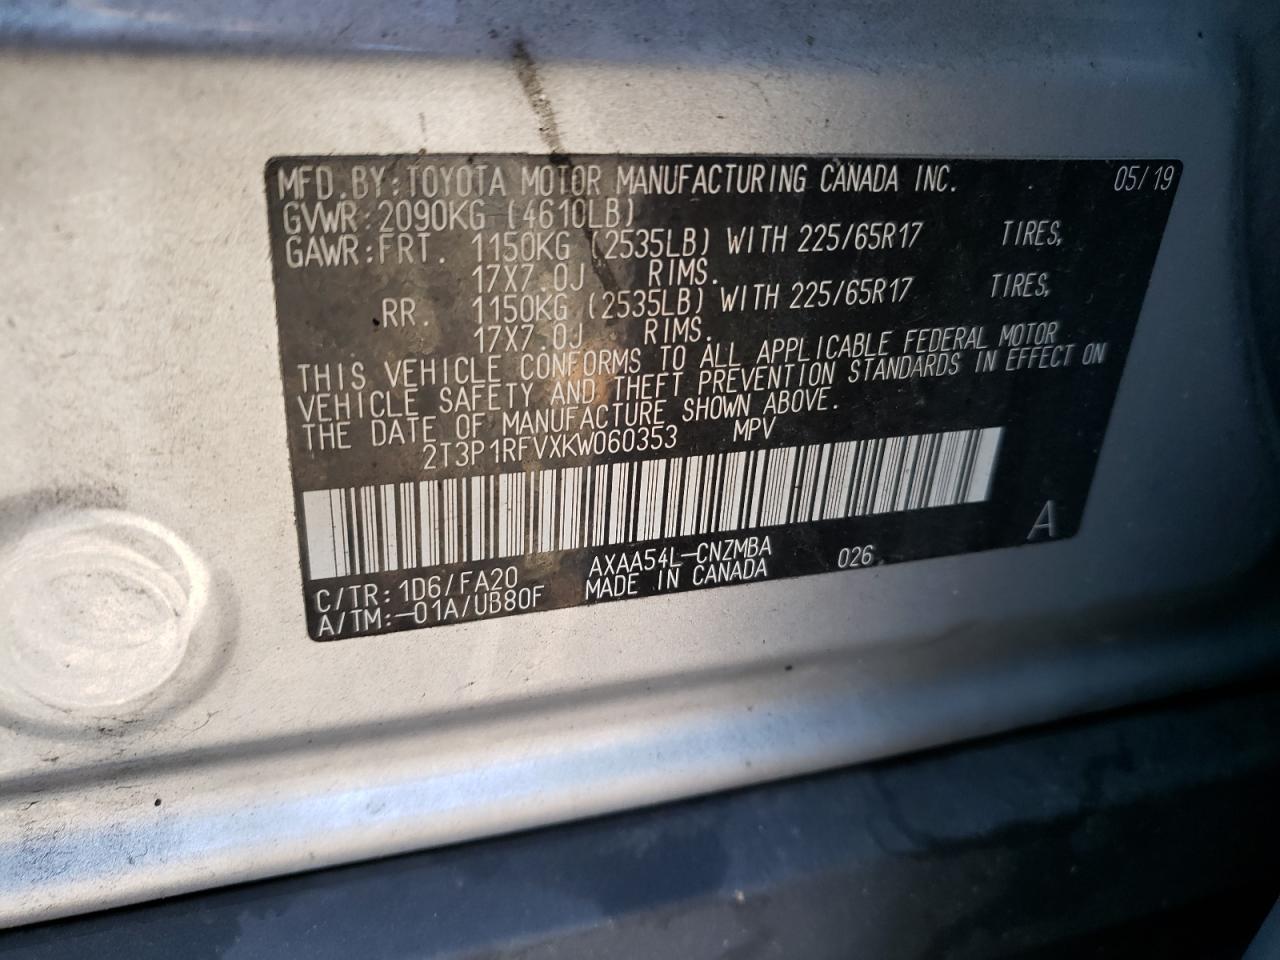 MFD.BY:TOYOTA MOTOR MANUFACTURING CANADA INC. 05/19
GVWR:2090KG (4610LB)
GAWR:FRT. 1150KG (2535LB) WITH 225/65R17 TIRES,
17X7.0J RIMS.
RR. 1150KG (2535LB) WITH 225/65R17 TIRES,
17X7.0J RIMS.
THIS VEHICLE CONFORMS TO ALL APPLICABLE FEDERAL MOTOR
VEHICLE SAFETY AND THEFT PREVENTION STANDARDS IN EFFECT ON
THE DATE OF MANUFACTURE SHOWN ABOVE.
2T3P1RFVXKW060353 MPV
A
C/TR:1D6/FA20 AXAA54L-CNZMBA 026
A/TM:-01A/UB80F MADE IN CANADA